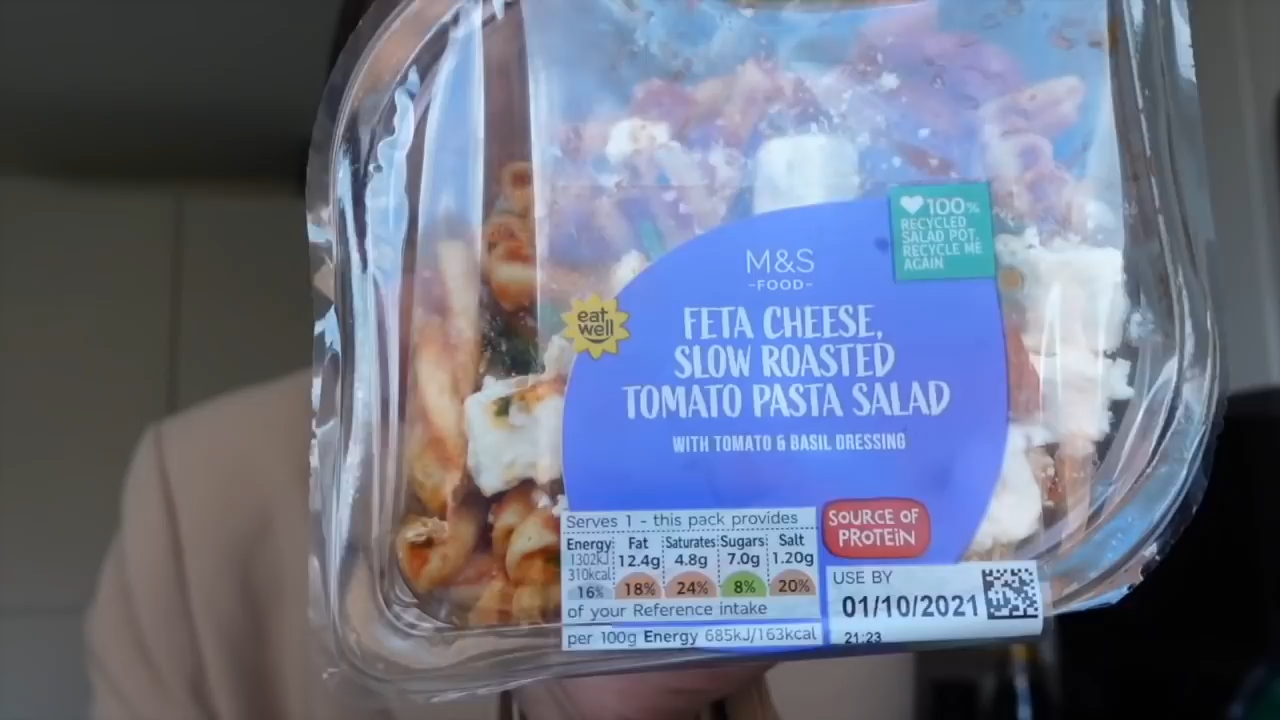 100%
RECYCLED
SALAD POT.
RECYCLE ME
AGAIN
M&S
-FOOD-
eat
well
FETA CHEESE,
SLOW ROASTED
TOMATO PASTA SALAD
WITH TOMATO & BASIL DRESSING
SOURCE OF
PROTEIN
Serves 1 - this pack provides
Energy Fat Saturates Sugars Salt
1302kJ 12.4g 4.8g 7.0g 1.20g
310kcal
16% 18% 24% 8% 20%
of your Reference intake
per 100g Energy 685kJ/163kcal
USE BY
01/10/2021
21:23